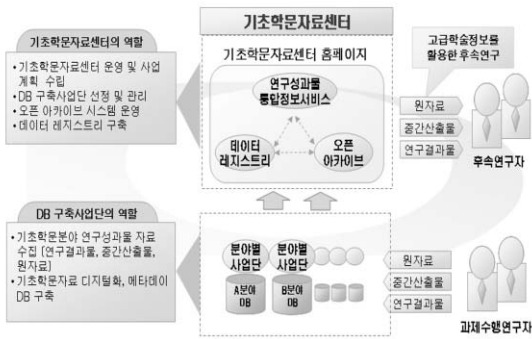 기초학문자료센터의 역할
• 기초학문자료센터 운영 및 사업
계획 수립
• DB 구축사업단 선정 및 관리
• 오픈 아카이브 시스템 운영
• 데이터 레지스트리 구축
기초학문자료센터
기초학문자료센터 홈페이지
연구성과물
통합정보서비스
데이터
레지스트리
오픈
아카이브
고급학술정보를
활용한 후속연구
원자료
중간산출물
연구결과물
후속연구자
DB 구축사업단의 역할
• 기초학문분야 연구성과물 자료
수집 (연구결과물, 중간산출물,
원자료)
• 기초학문자료 디지털화, 메타데이
DB 구축
분야별
사업단
분야별
사업단
A분야
DB
B분야
DB
원자료
중간산출물
연구결과물
과제수행연구자